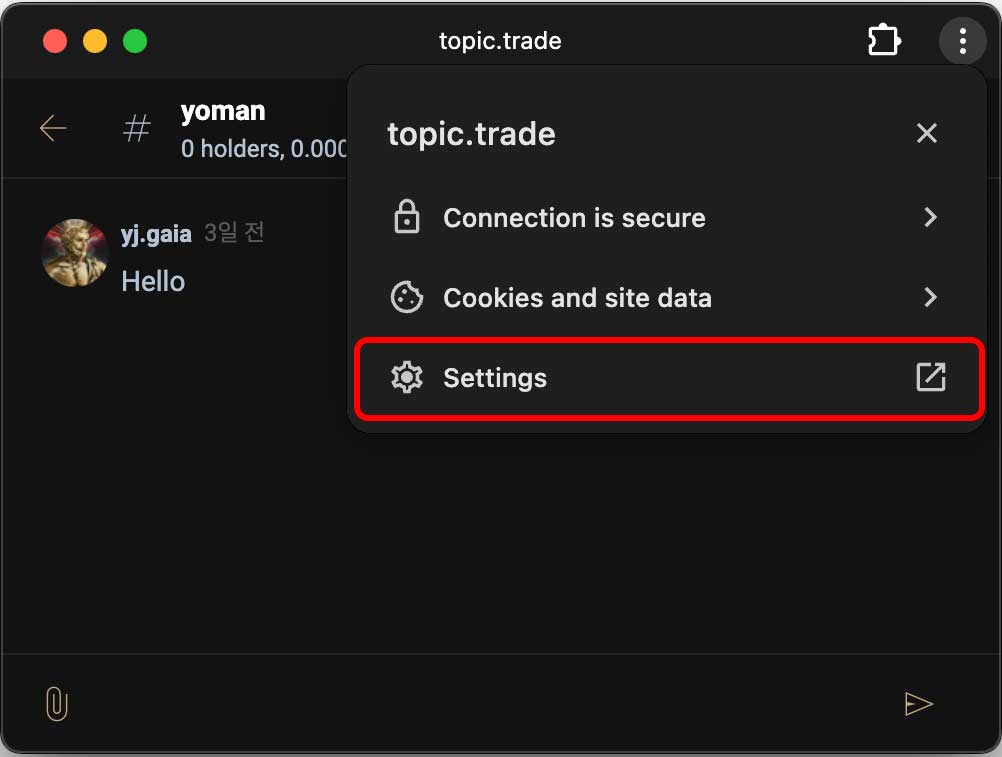 topic.trade
yoman
0 holders, 0.000
topic.trade
Connection is secure
Cookies and site data
Settings
yj.gaia 3일 전
Hello